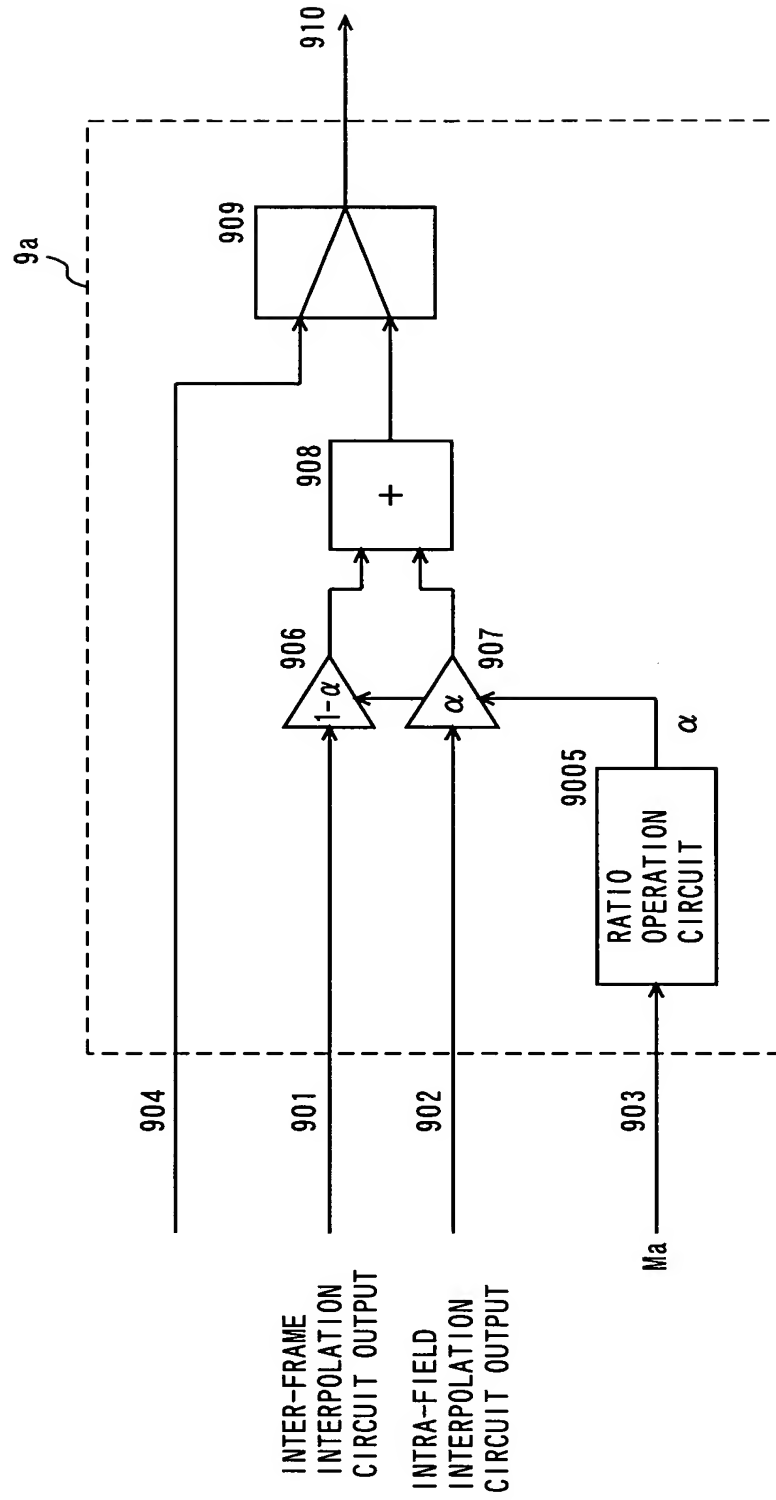 9a
904
INTER-FRAME
INTERPOLATION
CIRCUIT OUTPUT
901
INTRA-FIELD
INTERPOLATION
CIRCUIT OUTPUT
902
Ma
903
RATIO
OPERATION
CIRCUIT
9005
α
906
1-α
907
α
908
+
909
910